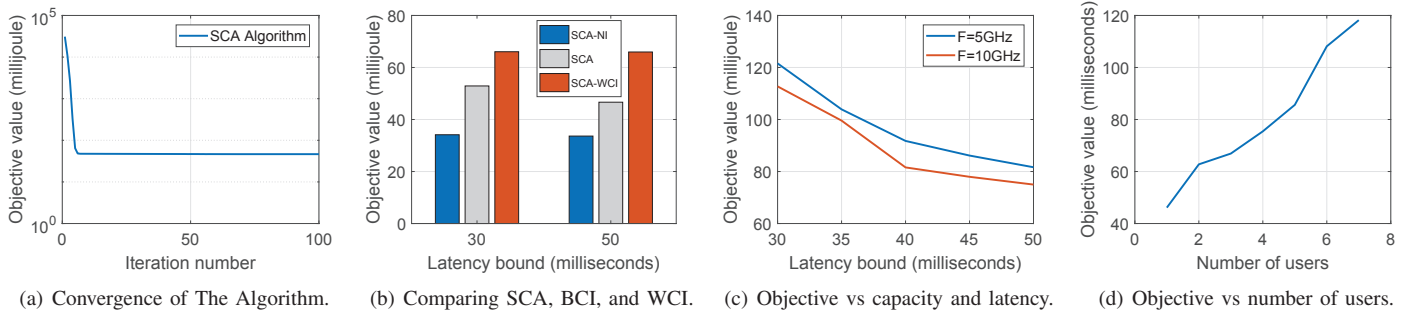 10^5
10^0
Objective value (millijoule)
SCA Algorithm
0 50 100
Iteration number
(a) Convergence of The Algorithm.
80
60
40
20
0
Objective value (millijoule)
SCA-NI
SCA
SCA-WCI
30 50
Latency bound (milliseconds)
(b) Comparing SCA, BCI, and WCI.
140
120
100
80
60
Objective value (millijoule)
F=5GHz
F=10GHz
30 35 40 45 50
Latency bound (milliseconds)
(c) Objective vs capacity and latency.
120
100
80
60
40
Objective value (milliseconds)
0 2 4 6 8
Number of users
(d) Objective vs number of users.